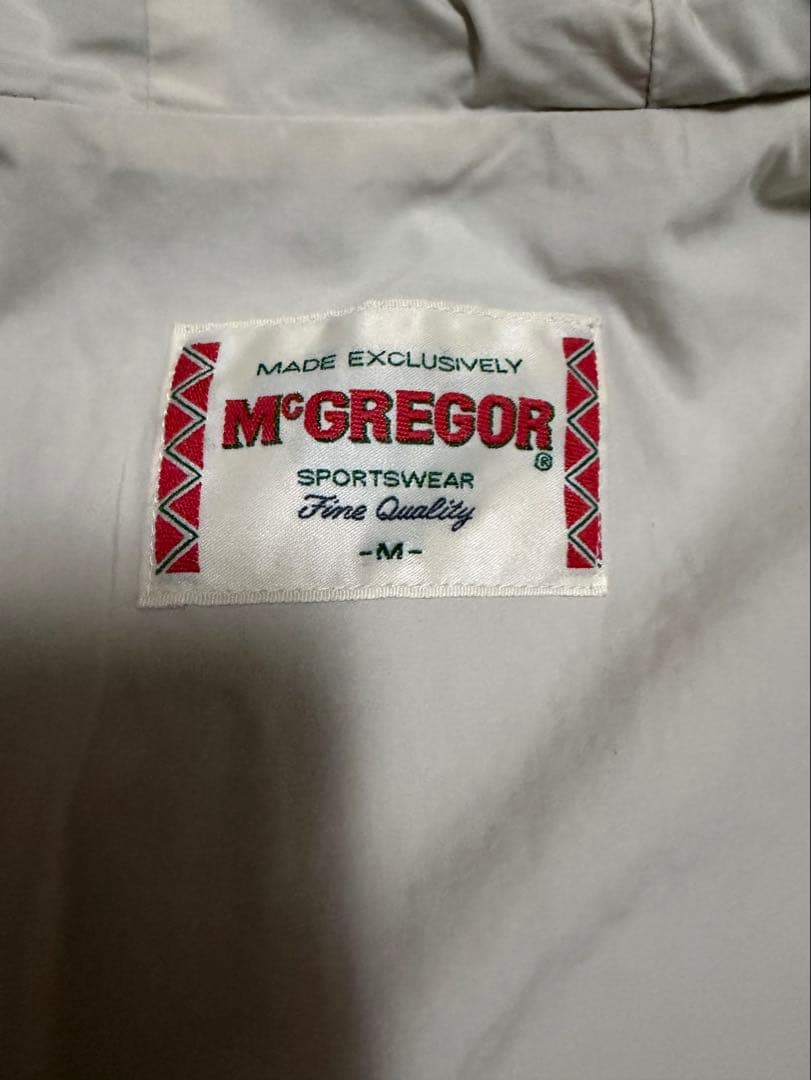 MADE EXCLUSIVELY
McGREGOR
®
SPORTSWEAR
Fine Quality
-M-